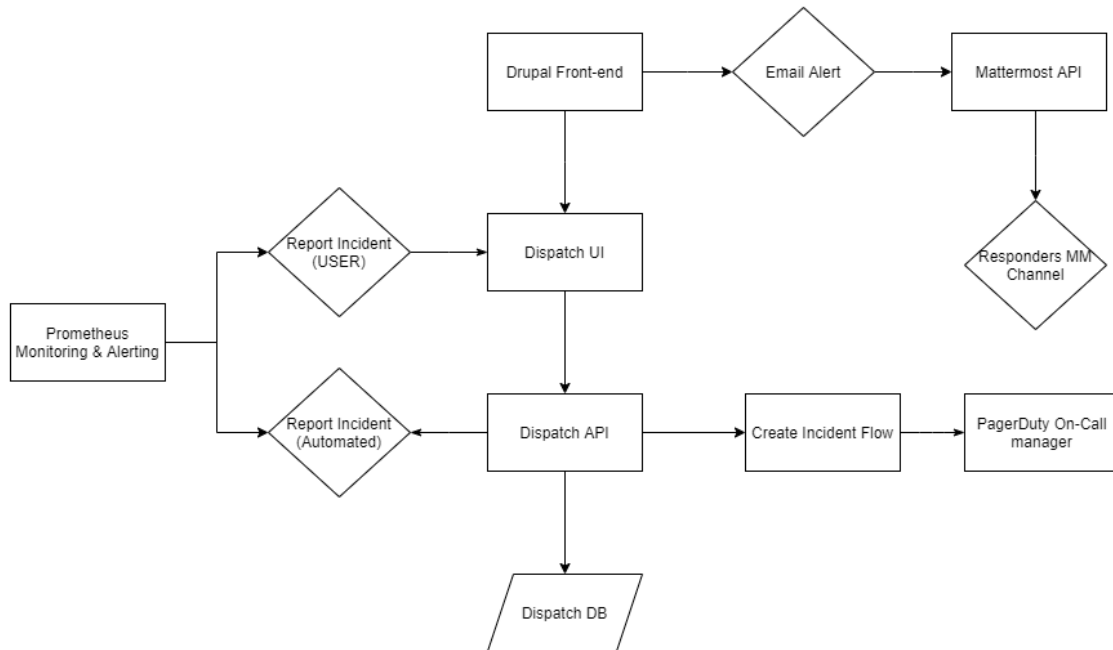 Drupal Front-end
Email Alert
Mattermost API
Report Incident
(USER)
Dispatch UI
Responders MM
Channel
Prometheus
Monitoring & Alerting
Report Incident
(Automated)
Dispatch API
Create Incident Flow
PagerDuty On-Call
manager
Dispatch DB